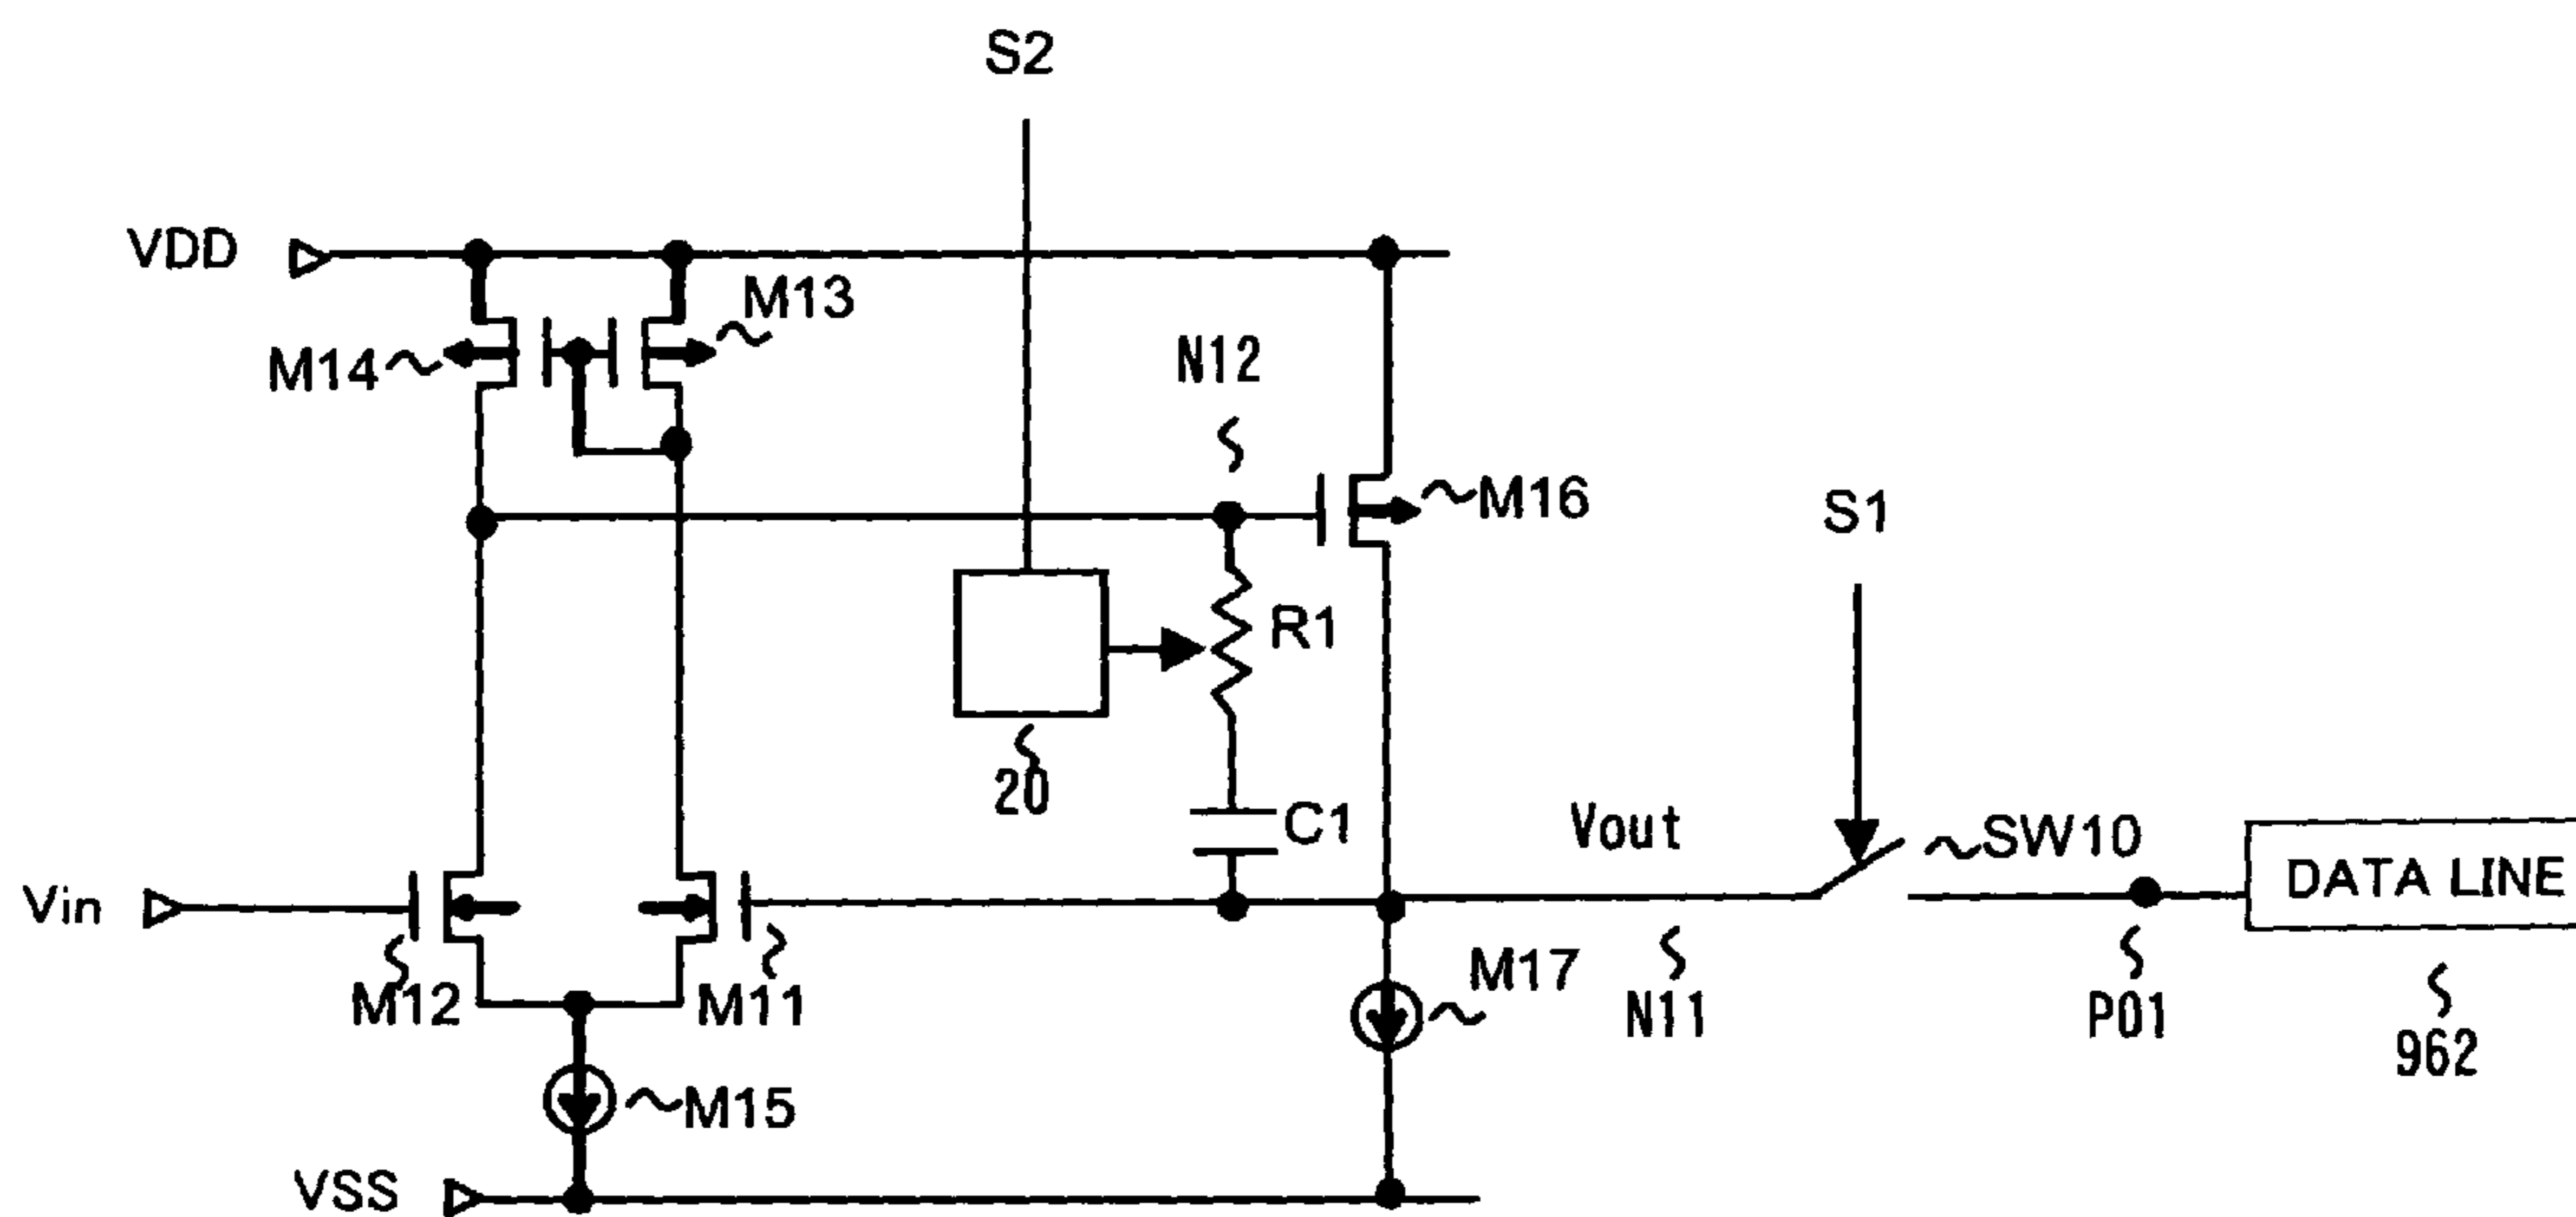 S2
VDD
M13
M14
N12
M16
S1
R1
20
C1
Vout
SW10
DATA LINE
Vin
M12
M11
M17
N11
P01
962
M15
VSS